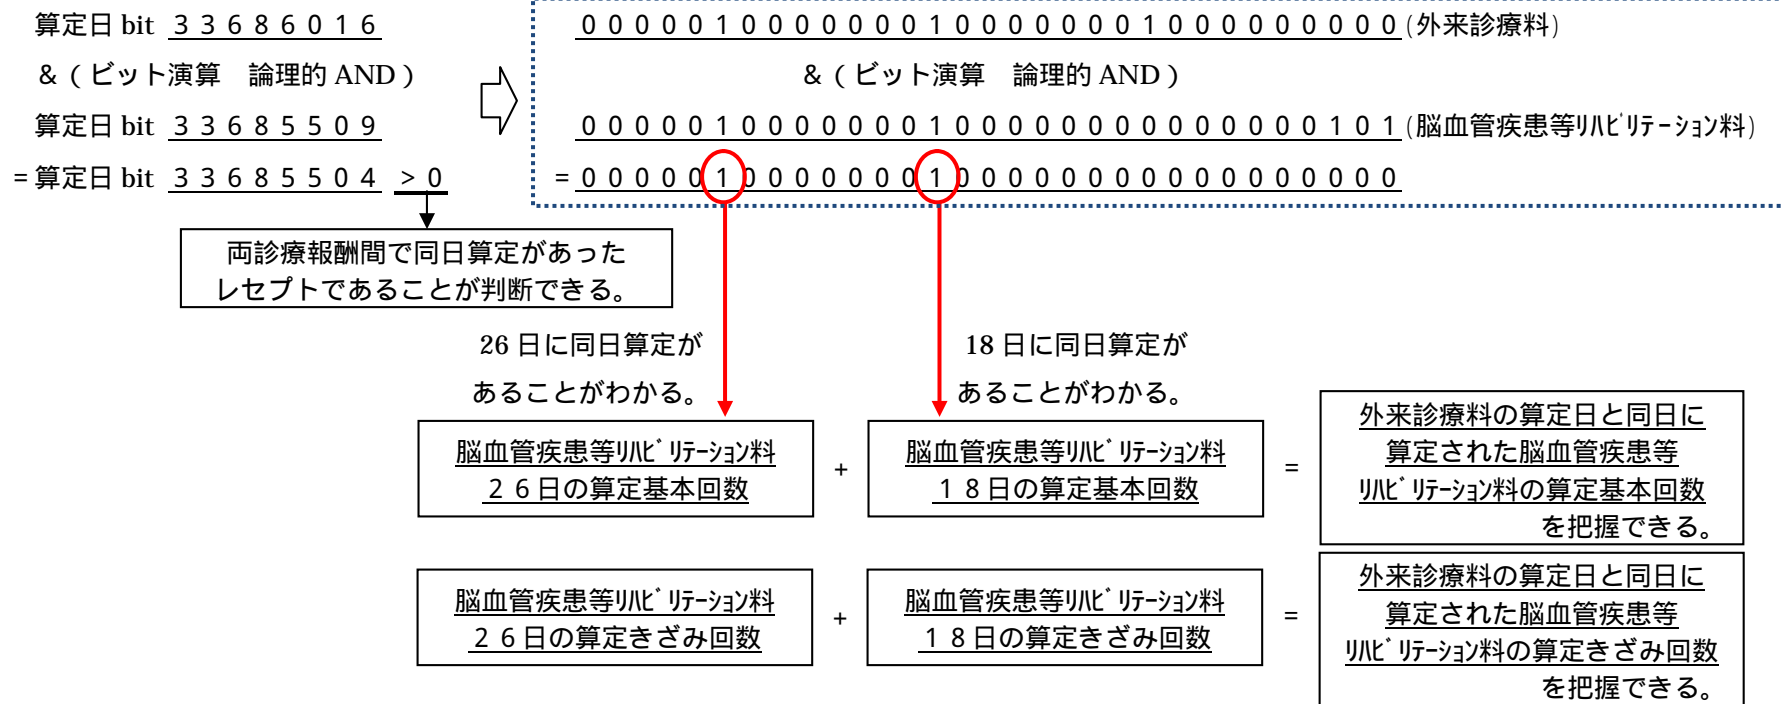 算定日 bit ３３６８６０１６
０００００１０００００００１０００００００１０００００００００(外来診療料)
＆（ビット演算　論理的 AND）
＆（ビット演算　論理的 AND）
算定日 bit ３３６８５５０９
０００００１０００００００１００００００００００００００１０１(脳血管疾患等ﾘﾊﾋﾞﾘﾃｰｼｮﾝ料)
=算定日 bit ３３６８５５０４ ＞０
=０００００１０００００００１０００００００００００００００００
両診療報酬間で同日算定があった
レセプトであることが判断できる。
26 日に同日算定が
あることがわかる。
18 日に同日算定が
あることがわかる。
脳血管疾患等ﾘﾊﾋﾞﾘﾃｰｼｮﾝ料
２６日の算定基本回数
+
脳血管疾患等ﾘﾊﾋﾞﾘﾃｰｼｮﾝ料
１８日の算定基本回数
=
外来診療料の算定日と同日に
算定された脳血管疾患等
ﾘﾊﾋﾞﾘﾃｰｼｮﾝ料の算定基本回数
を把握できる。
脳血管疾患等ﾘﾊﾋﾞﾘﾃｰｼｮﾝ料
２６日の算定きざみ回数
+
脳血管疾患等ﾘﾊﾋﾞﾘﾃｰｼｮﾝ料
１８日の算定きざみ回数
=
外来診療料の算定日と同日に
算定された脳血管疾患等
ﾘﾊﾋﾞﾘﾃｰｼｮﾝ料の算定きざみ回数
を把握できる。